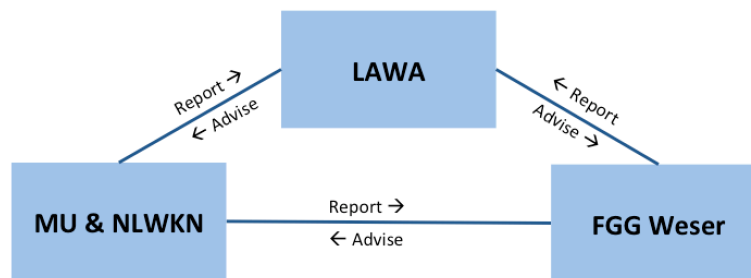 LAWA
Report →
← Advise
← Report
Advise →
MU & NLWKN
Report →
← Advise
FGG Weser